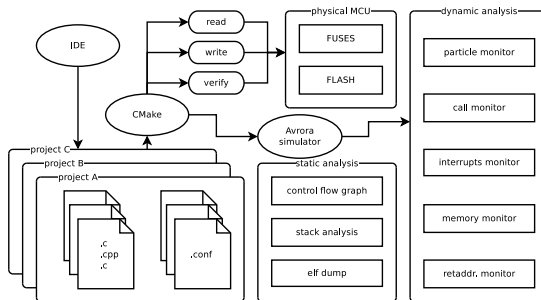 IDE
read
write
verify
physical MCU
FUSES
FLASH
dynamic analysis
particle monitor
call monitor
interrupts monitor
memory monitor
retaddr. monitor
CMake
Avrora
simulator
project C
project B
project A
.c
.cpp
.c
.conf
static analysis
control flow graph
stack analysis
elf dump